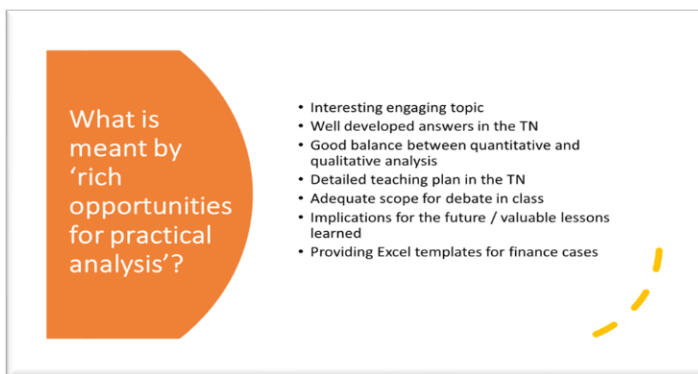 What is
meant by
‘rich
opportunities
for practical
analysis’?
• Interesting engaging topic
• Well developed answers in the TN
• Good balance between quantitative and
qualitative analysis
• Detailed teaching plan in the TN
• Adequate scope for debate in class
• Implications for the future / valuable lessons
learned
• Providing Excel templates for finance cases